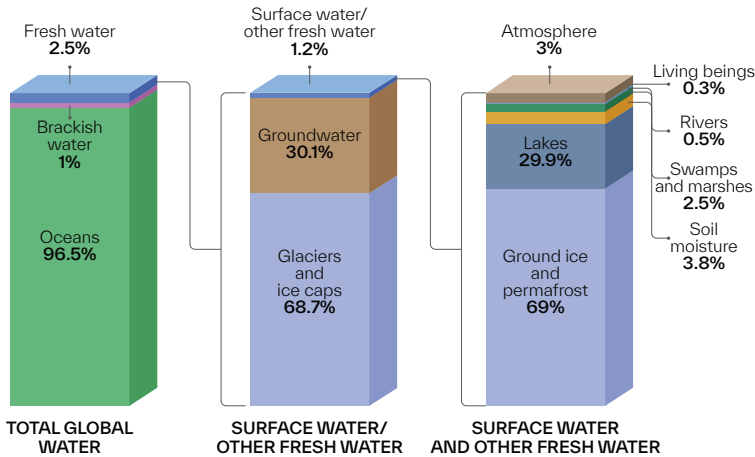 Fresh water
2.5%
Brackish
water
1%
Oceans
96.5%
TOTAL GLOBAL
WATER
Surface water/
other fresh water
1.2%
Groundwater
30.1%
Glaciers
and
ice caps
68.7%
SURFACE WATER/
OTHER FRESH WATER
Atmosphere
3%
Living beings
0.3%
Rivers
0.5%
Swamps
and marshes
2.5%
Soil
moisture
3.8%
Lakes
29.9%
Ground ice
and
permafrost
69%
SURFACE WATER
AND OTHER FRESH WATER